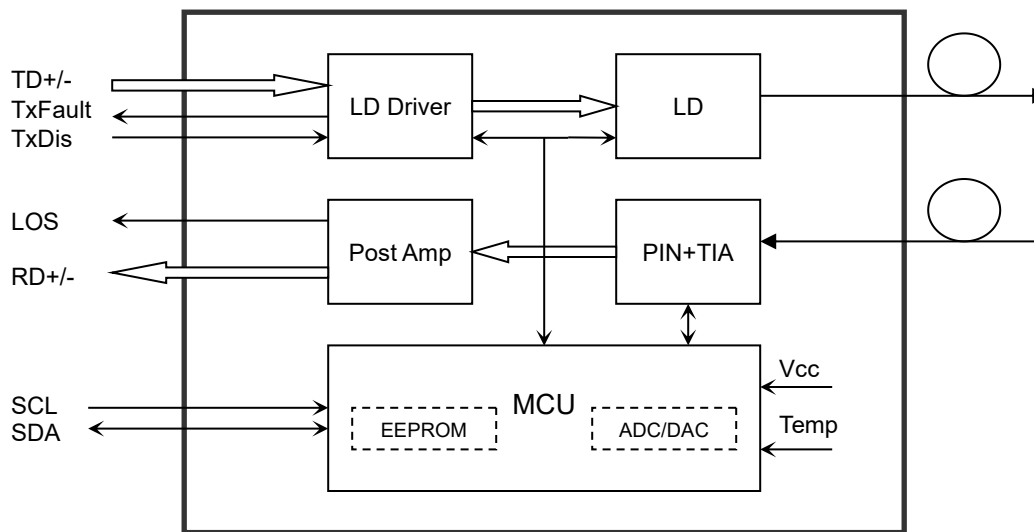 TD+/-
TxFault
TxDis
LD Driver
LD
LOS
RD+/-
Post Amp
PIN+TIA
SCL
SDA
MCU
EEPROM
ADC/DAC
Vcc
Temp